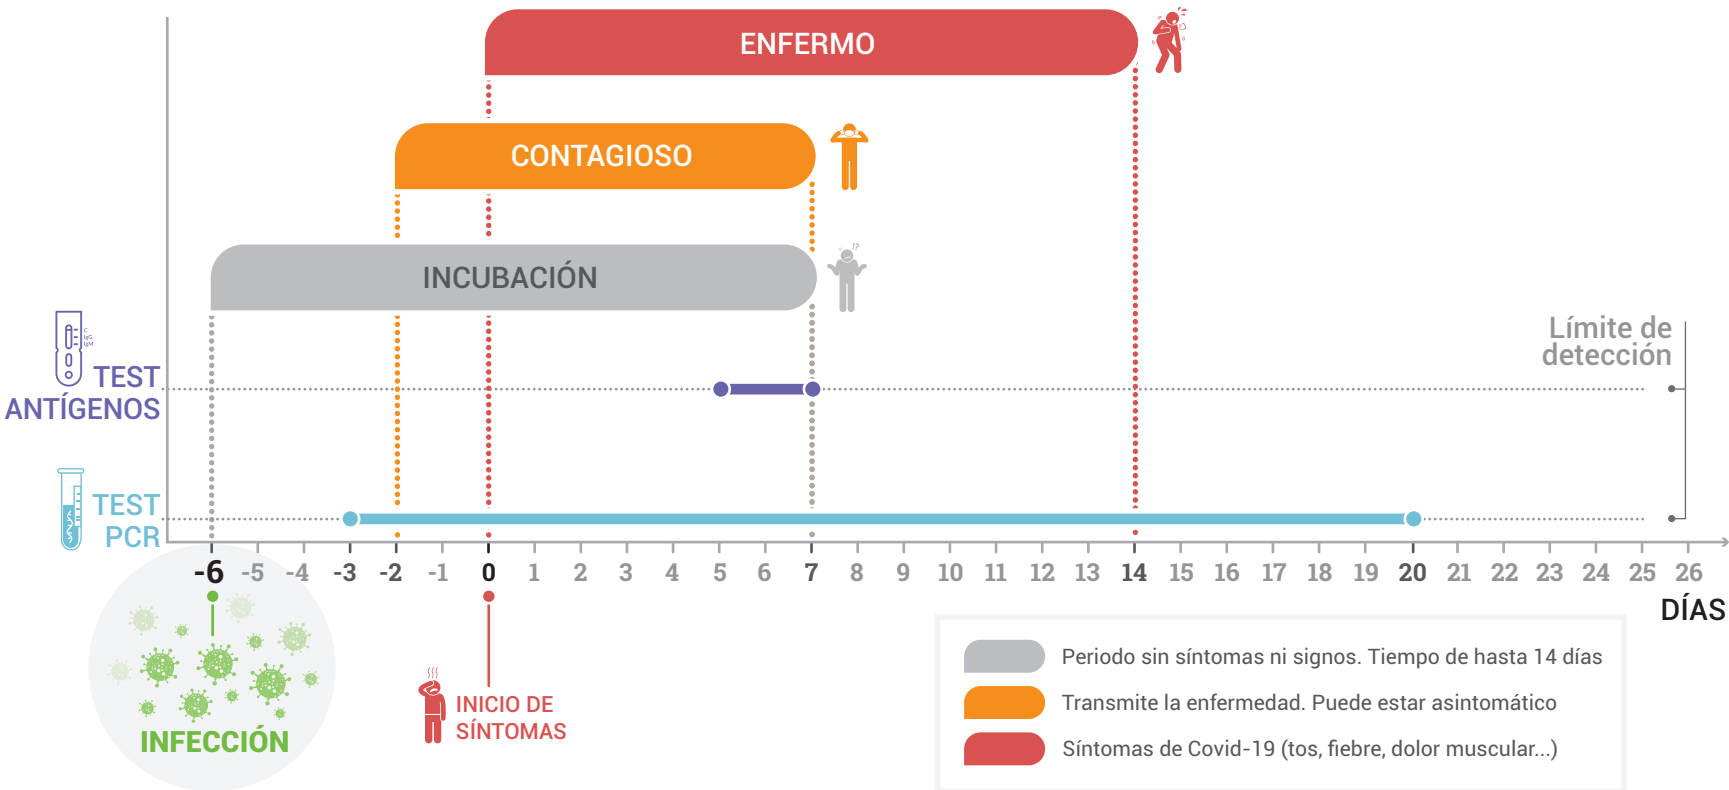 ENFERMO
CONTAGIOSO
!?
INCUBACIÓN
C
IgG
IgM
TEST
ANTÍGENOS
Límite de
detección
TEST
PCR
-6 -5 -4 -3 -2 -1 0 1 2 3 4 5 6 7 8 9 10 11 12 13 14 15 16 17 18 19 20 21 22 23 24 25 26
DÍAS
INFECCIÓN
INICIO DE
SÍNTOMAS
Periodo sin síntomas ni signos. Tiempo de hasta 14 días
Transmite la enfermedad. Puede estar asintomático
Síntomas de Covid-19 (tos, fiebre, dolor muscular...)